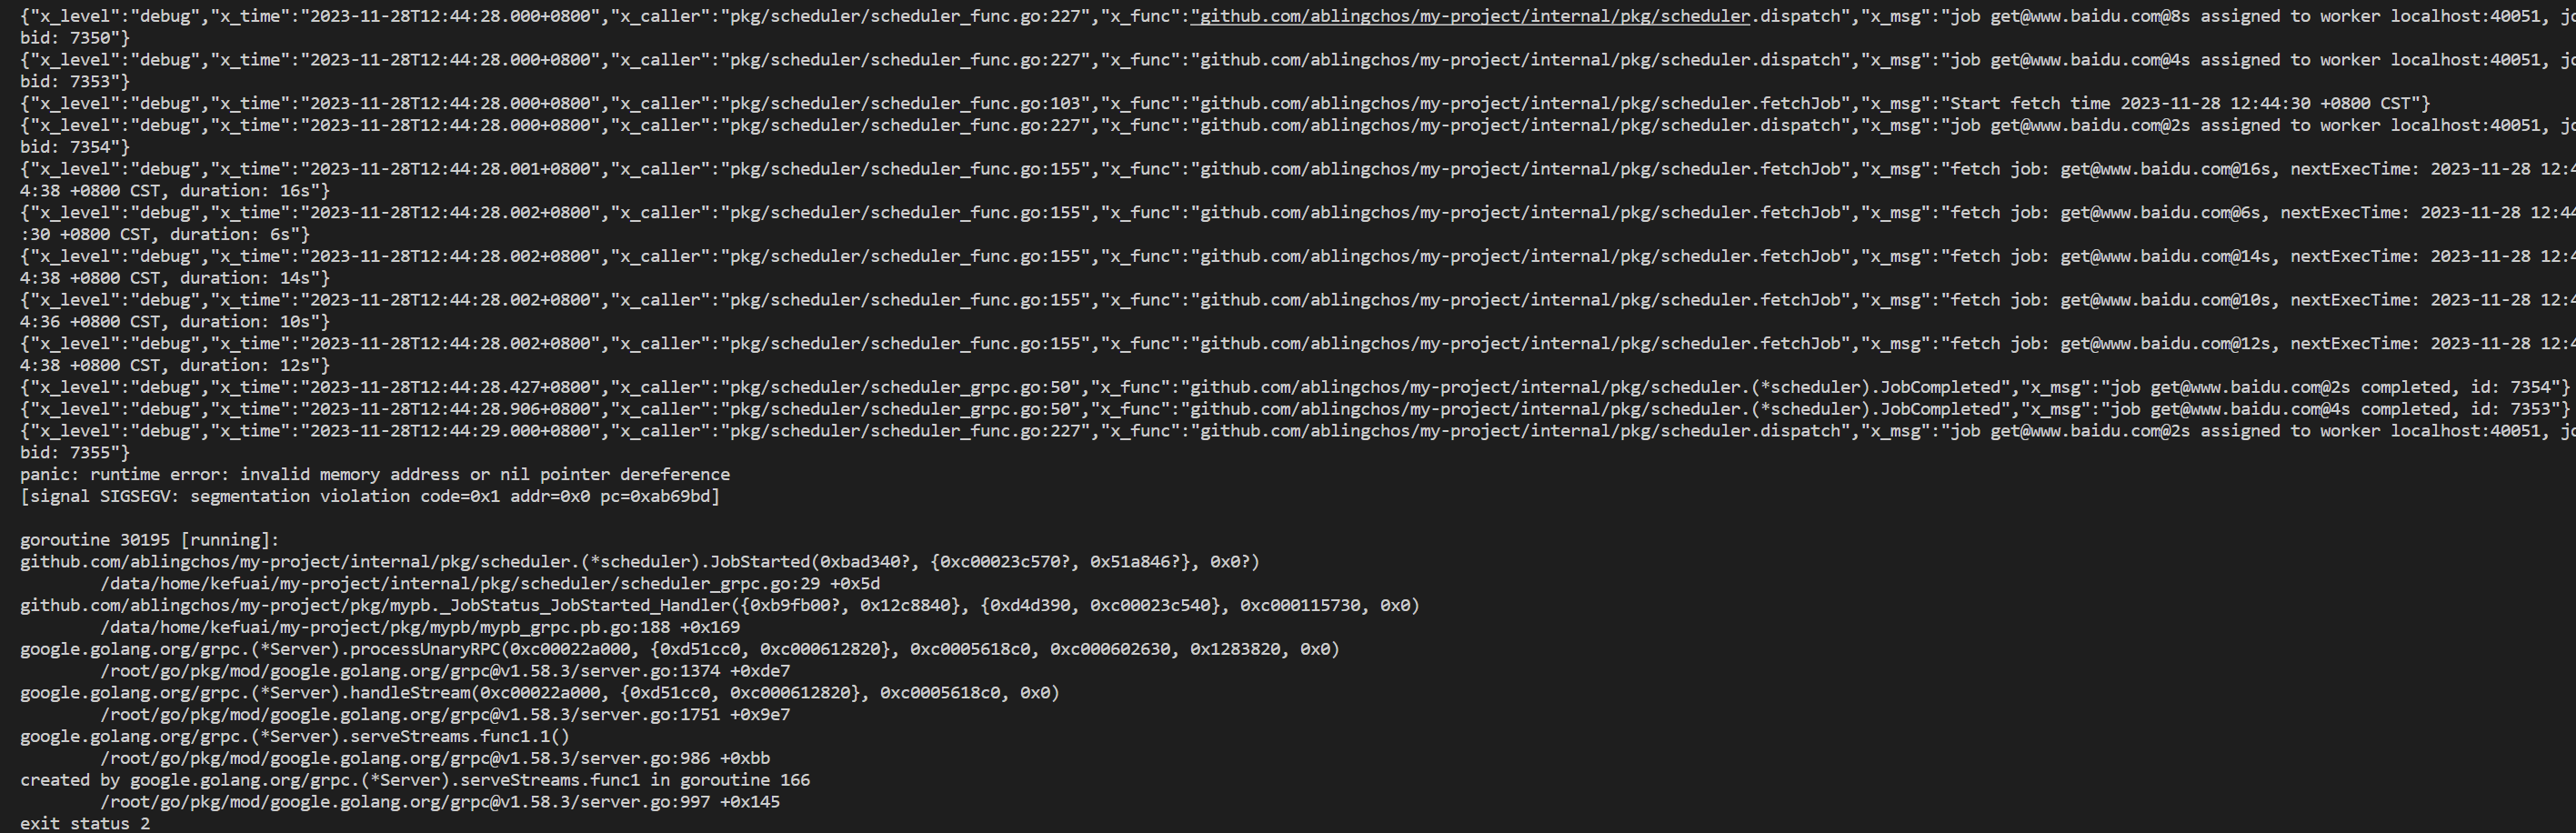 {"x_level":"debug","x_time":"2023-11-28T12:44:28.000+0800","x_caller":"pkg/scheduler/scheduler_func.go:227","x_func":"github.com/ablingchos/my-project/internal/pkg/scheduler.dispatch","x_msg":"job get@www.baidu.com@8s assigned to worker localhost:40051, jo
bid: 7350"}
{"x_level":"debug","x_time":"2023-11-28T12:44:28.000+0800","x_caller":"pkg/scheduler/scheduler_func.go:227","x_func":"github.com/ablingchos/my-project/internal/pkg/scheduler.dispatch","x_msg":"job get@www.baidu.com@4s assigned to worker localhost:40051, jo
bid: 7353"}
{"x_level":"debug","x_time":"2023-11-28T12:44:28.000+0800","x_caller":"pkg/scheduler/scheduler_func.go:103","x_func":"github.com/ablingchos/my-project/internal/pkg/scheduler.fetchJob","x_msg":"Start fetch time 2023-11-28 12:44:30 +0800 CST"}
{"x_level":"debug","x_time":"2023-11-28T12:44:28.000+0800","x_caller":"pkg/scheduler/scheduler_func.go:227","x_func":"github.com/ablingchos/my-project/internal/pkg/scheduler.dispatch","x_msg":"job get@www.baidu.com@2s assigned to worker localhost:40051, jo
bid: 7354"}
{"x_level":"debug","x_time":"2023-11-28T12:44:28.001+0800","x_caller":"pkg/scheduler/scheduler_func.go:155","x_func":"github.com/ablingchos/my-project/internal/pkg/scheduler.fetchJob","x_msg":"fetch job: get@www.baidu.com@16s, nextExecTime: 2023-11-28 12:4
4:38 +0800 CST, duration: 16s"}
{"x_level":"debug","x_time":"2023-11-28T12:44:28.002+0800","x_caller":"pkg/scheduler/scheduler_func.go:155","x_func":"github.com/ablingchos/my-project/internal/pkg/scheduler.fetchJob","x_msg":"fetch job: get@www.baidu.com@6s, nextExecTime: 2023-11-28 12:44
:30 +0800 CST, duration: 6s"}
{"x_level":"debug","x_time":"2023-11-28T12:44:28.002+0800","x_caller":"pkg/scheduler/scheduler_func.go:155","x_func":"github.com/ablingchos/my-project/internal/pkg/scheduler.fetchJob","x_msg":"fetch job: get@www.baidu.com@14s, nextExecTime: 2023-11-28 12:4
4:38 +0800 CST, duration: 14s"}
{"x_level":"debug","x_time":"2023-11-28T12:44:28.002+0800","x_caller":"pkg/scheduler/scheduler_func.go:155","x_func":"github.com/ablingchos/my-project/internal/pkg/scheduler.fetchJob","x_msg":"fetch job: get@www.baidu.com@10s, nextExecTime: 2023-11-28 12:4
4:36 +0800 CST, duration: 10s"}
{"x_level":"debug","x_time":"2023-11-28T12:44:28.002+0800","x_caller":"pkg/scheduler/scheduler_func.go:155","x_func":"github.com/ablingchos/my-project/internal/pkg/scheduler.fetchJob","x_msg":"fetch job: get@www.baidu.com@12s, nextExecTime: 2023-11-28 12:4
4:38 +0800 CST, duration: 12s"}
{"x_level":"debug","x_time":"2023-11-28T12:44:28.427+0800","x_caller":"pkg/scheduler/scheduler_grpc.go:50","x_func":"github.com/ablingchos/my-project/internal/pkg/scheduler.(*scheduler).JobCompleted","x_msg":"job get@www.baidu.com@2s completed, id: 7354"}
{"x_level":"debug","x_time":"2023-11-28T12:44:28.906+0800","x_caller":"pkg/scheduler/scheduler_grpc.go:50","x_func":"github.com/ablingchos/my-project/internal/pkg/scheduler.(*scheduler).JobCompleted","x_msg":"job get@www.baidu.com@4s completed, id: 7353"}
{"x_level":"debug","x_time":"2023-11-28T12:44:29.000+0800","x_caller":"pkg/scheduler/scheduler_func.go:227","x_func":"github.com/ablingchos/my-project/internal/pkg/scheduler.dispatch","x_msg":"job get@www.baidu.com@2s assigned to worker localhost:40051, jo
bid: 7355"}
panic: runtime error: invalid memory address or nil pointer dereference
[signal SIGSEGV: segmentation violation code=0x1 addr=0x0 pc=0xab69bd]
goroutine 30195 [running]:
github.com/ablingchos/my-project/internal/pkg/scheduler.(*scheduler).JobStarted(0xbad340?, {0xc00023c570?, 0x51a846?}, 0x0?)
/data/home/kefuai/my-project/internal/pkg/scheduler/scheduler_grpc.go:29 +0x5d
github.com/ablingchos/my-project/pkg/mypb._JobStatus_JobStarted_Handler({0xb9fb00?, 0x12c8840}, {0xd4d390, 0xc00023c540}, 0xc000115730, 0x0)
/data/home/kefuai/my-project/pkg/mypb/mypb_grpc.pb.go:188 +0x169
google.golang.org/grpc.(*Server).processUnaryRPC(0xc00022a000, {0xd51cc0, 0xc000612820}, 0xc0005618c0, 0xc000602630, 0x1283820, 0x0)
/root/go/pkg/mod/google.golang.org/grpc@v1.58.3/server.go:1374 +0xde7
google.golang.org/grpc.(*Server).handleStream(0xc00022a000, {0xd51cc0, 0xc000612820}, 0xc0005618c0, 0x0)
/root/go/pkg/mod/google.golang.org/grpc@v1.58.3/server.go:1751 +0x9e7
google.golang.org/grpc.(*Server).serveStreams.func1.1()
/root/go/pkg/mod/google.golang.org/grpc@v1.58.3/server.go:986 +0xbb
created by google.golang.org/grpc.(*Server).serveStreams.func1 in goroutine 166
/root/go/pkg/mod/google.golang.org/grpc@v1.58.3/server.go:997 +0x145
exit status 2